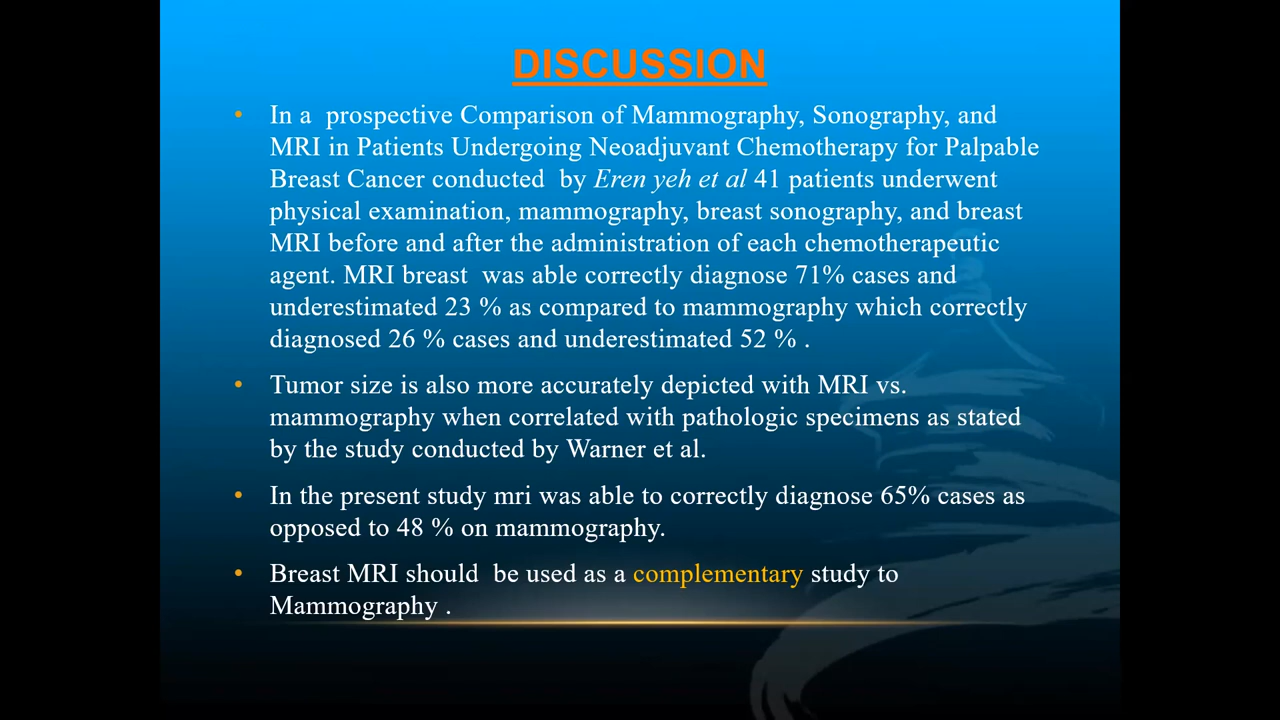 DISCUSSION
• In a prospective Comparison of Mammography, Sonography, and
MRI in Patients Undergoing Neoadjuvant Chemotherapy for Palpable
Breast Cancer conducted by Eren yeh et al 41 patients underwent
physical examination, mammography, breast sonography, and breast
MRI before and after the administration of each chemotherapeutic
agent. MRI breast was able correctly diagnose 71% cases and
underestimated 23 % as compared to mammography which correctly
diagnosed 26 % cases and underestimated 52 % .
• Tumor size is also more accurately depicted with MRI vs.
mammography when correlated with pathologic specimens as stated
by the study conducted by Warner et al.
• In the present study mri was able to correctly diagnose 65% cases as
opposed to 48 % on mammography.
• Breast MRI should be used as a complementary study to
Mammography .